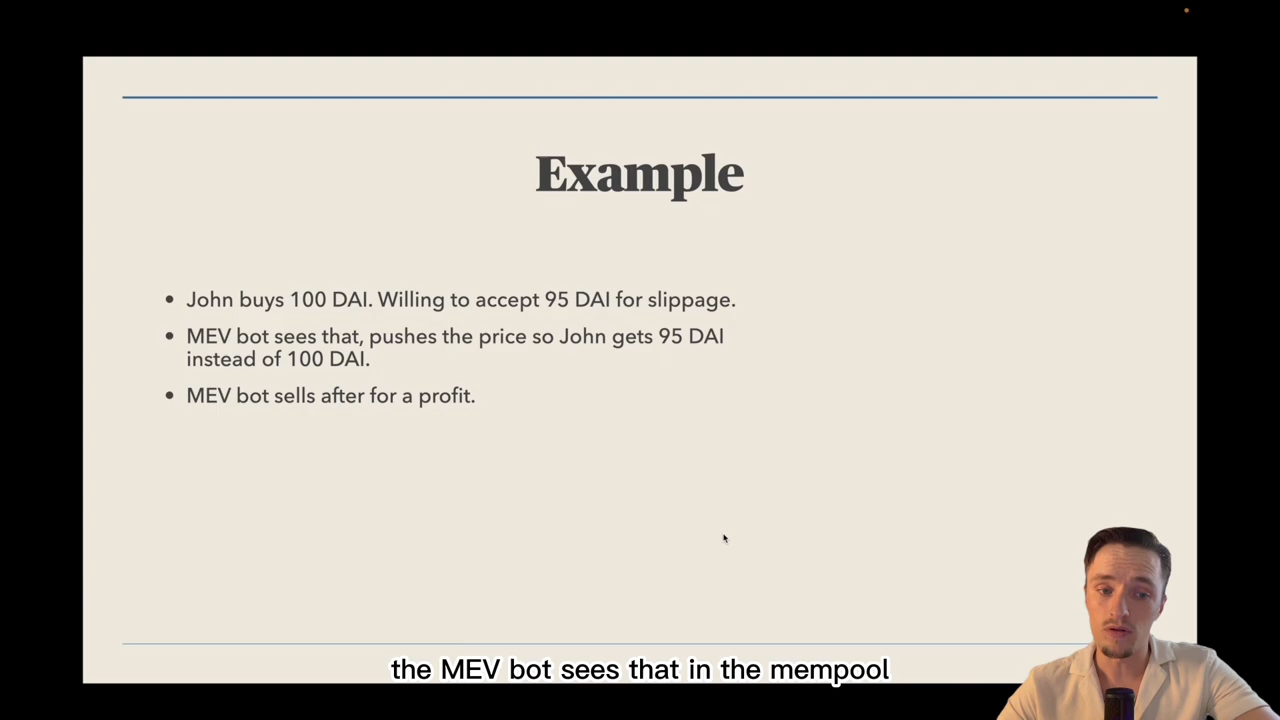 Example
• John buys 100 DAI. Willing to accept 95 DAI for slippage.
• MEV bot sees that, pushes the price so John gets 95 DAI
instead of 100 DAI.
• MEV bot sells after for a profit.
the MEV bot sees that in the mempool